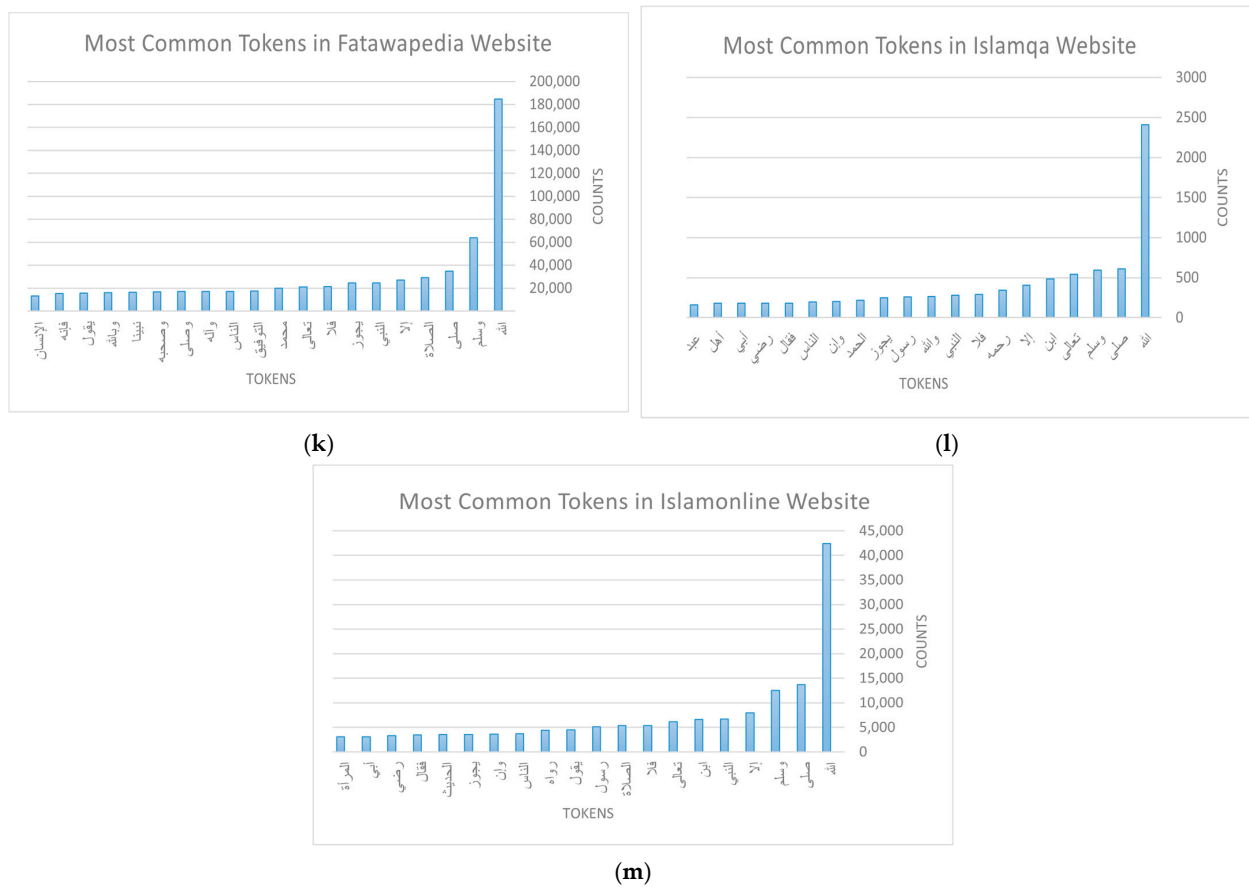 Most Common Tokens in Fatawapedia Website
200,000
180,000
160,000
140,000
120,000
100,000
80,000
60,000
40,000
20,000
COUNTS
الإنسان فإنه يقول وبالله نبينا وصحبه وصلى وآله الناس التوفيق محمد تعالى فلا يجوز النبي إلا الصلاة صلى وسلم الله
TOKENS
(k)
Most Common Tokens in Islamqa Website
3000
2500
2000
1500
1000
500
0
COUNTS
عبد أهل أبي رضي فقال الناس وإن الحمد يجوز رسول والله النبي فلا رحمه إلا ابن تعالى وسلم صلى الله
TOKENS
(l)
Most Common Tokens in Islamonline Website
45,000
40,000
35,000
30,000
25,000
20,000
15,000
10,000
5,000
0
COUNTS
المرأة أبي رضي فقال الحديث يجوز وإن الناس رواه يقول رسول الصلاة فلا تعالى ابن النبي إلا وسلم صلى الله
TOKENS
(m)